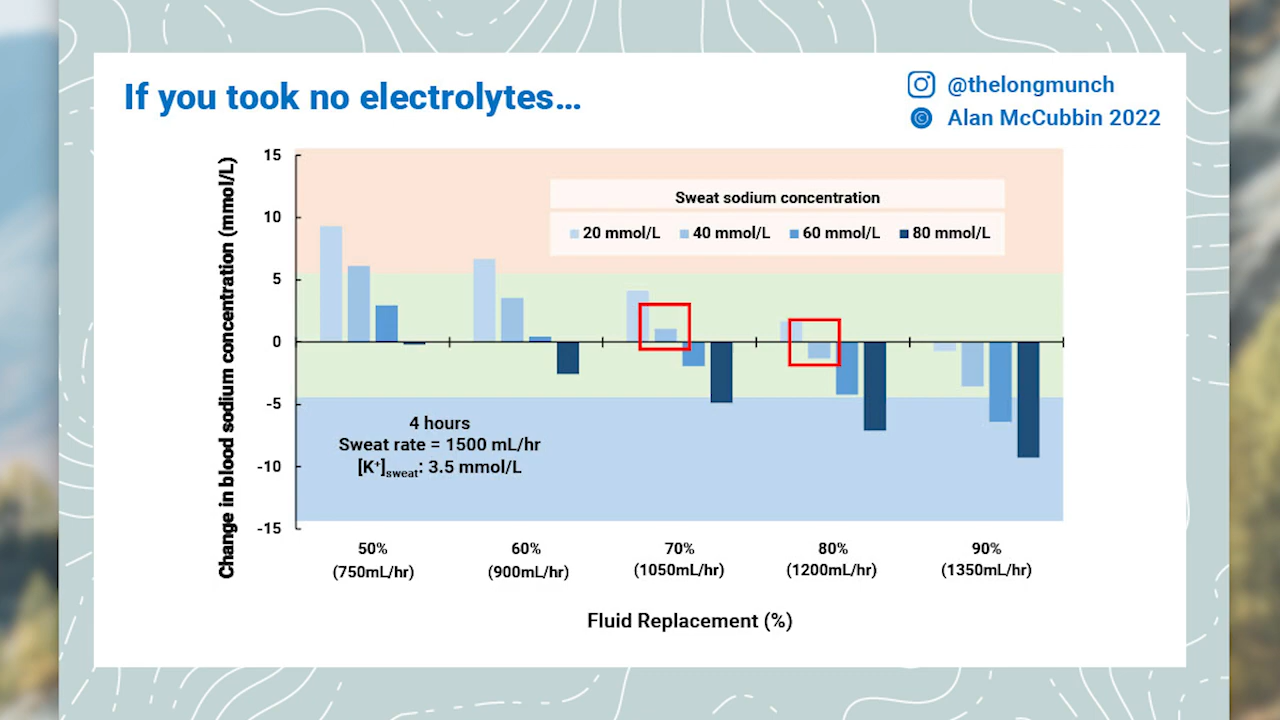 If you took no electrolytes...
@thelongmunch
© Alan McCubbin 2022
Change in blood sodium concentration (mmol/L)
15
10
5
0
-5
-10
-15
Sweat sodium concentration
20 mmol/L 40 mmol/L 60 mmol/L 80 mmol/L
4 hours
Sweat rate = 1500 mL/hr
[K⁺]sweat: 3.5 mmol/L
50% 60% 70% 80% 90%
(750mL/hr) (900mL/hr) (1050mL/hr) (1200mL/hr) (1350mL/hr)
Fluid Replacement (%)